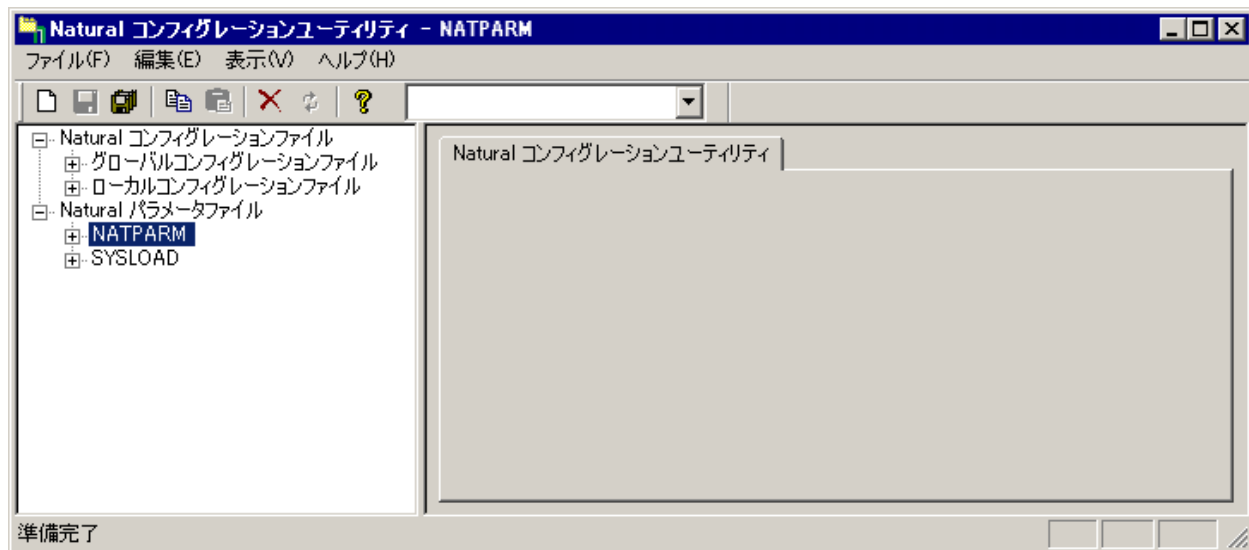 Natural コンフィグレーションユーティリティ - NATPARM
ファイル(F) 編集(E) 表示(V) ヘルプ(H)
Natural コンフィグレーションファイル
グローバルコンフィグレーションファイル
ローカルコンフィグレーションファイル
Natural パラメータファイル
NATPARM
SYSLOAD
Natural コンフィグレーションユーティリティ
準備完了